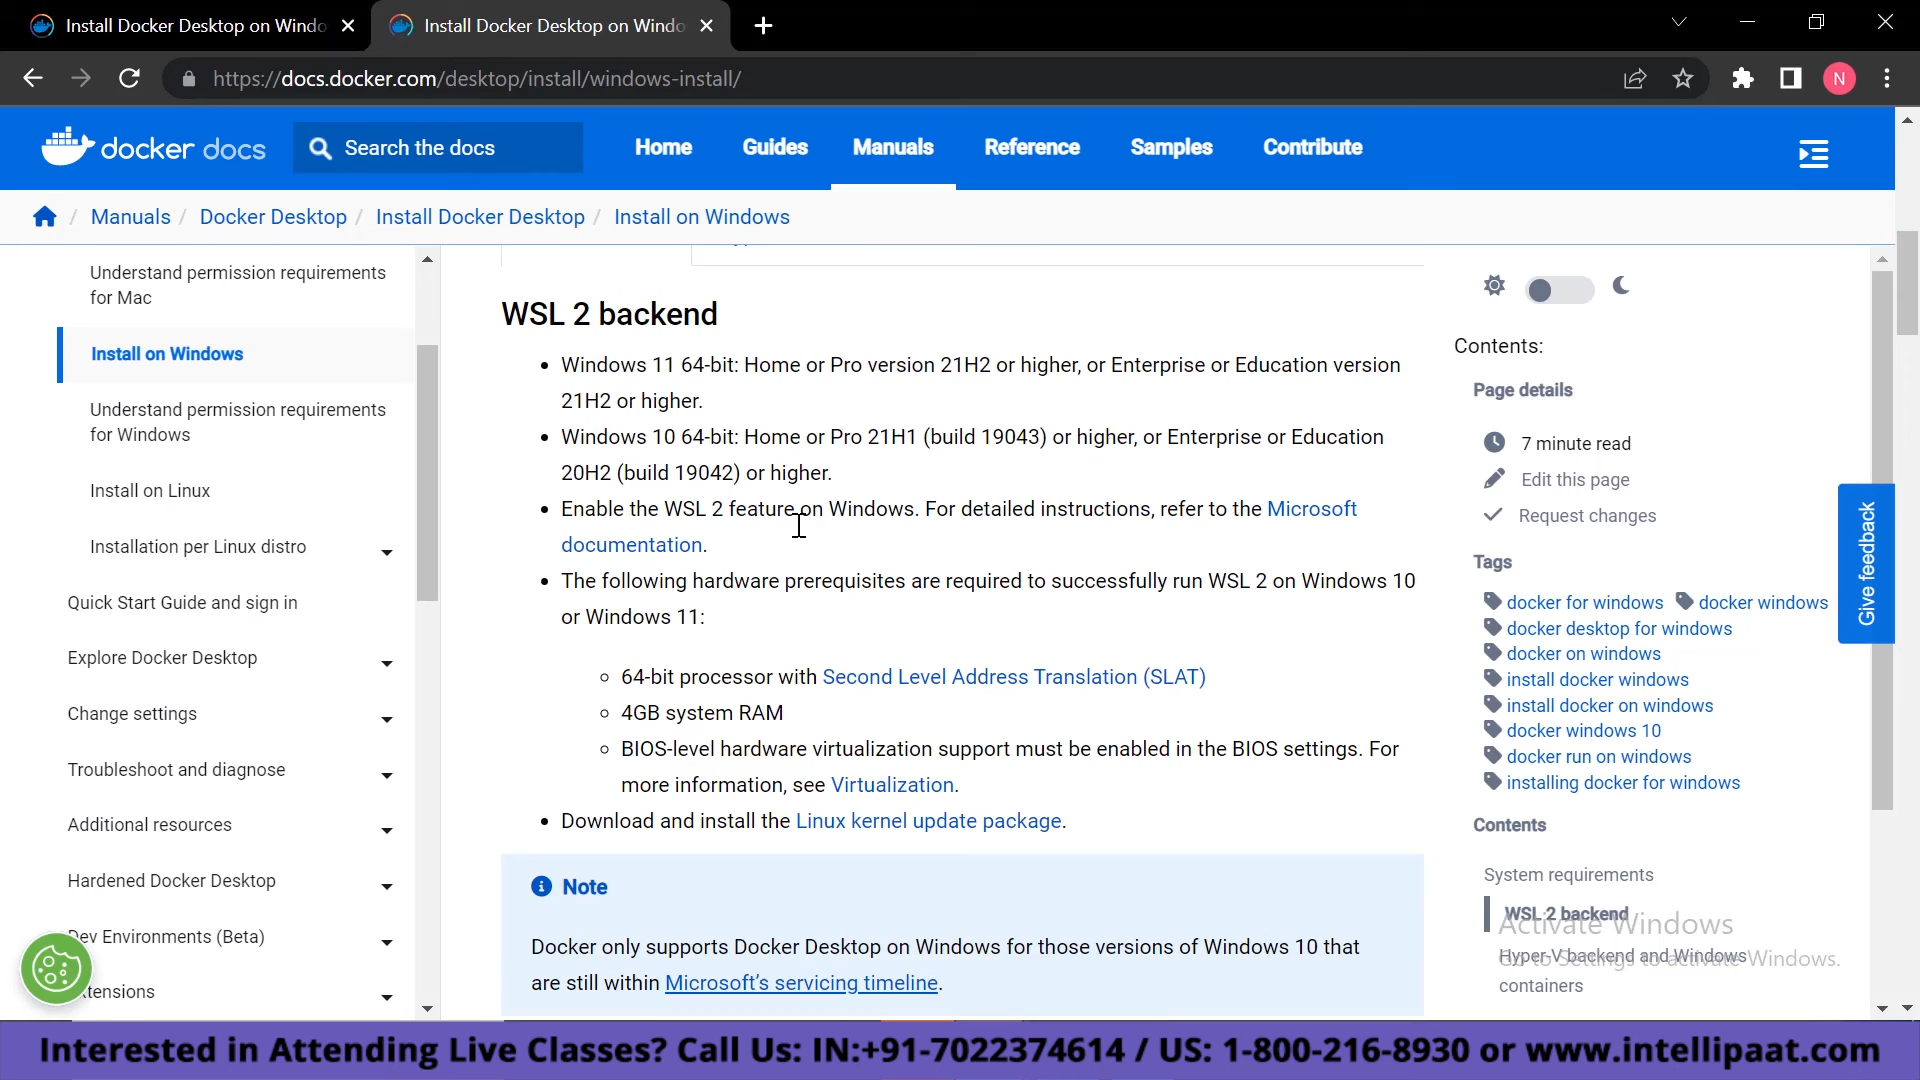 Install Docker Desktop on Windo
Install Docker Desktop on Windo
https://docs.docker.com/desktop/install/windows-install/
N
docker docs
Search the docs
Home
Guides
Manuals
Reference
Samples
Contribute
/ Manuals / Docker Desktop / Install Docker Desktop / Install on Windows
Understand permission requirements
for Mac
Install on Windows
Understand permission requirements
for Windows
Install on Linux
Installation per Linux distro
Quick Start Guide and sign in
Explore Docker Desktop
Change settings
Troubleshoot and diagnose
Additional resources
Hardened Docker Desktop
Dev Environments (Beta)
tensions
WSL 2 backend
• Windows 11 64-bit: Home or Pro version 21H2 or higher, or Enterprise or Education version
21H2 or higher.
• Windows 10 64-bit: Home or Pro 21H1 (build 19043) or higher, or Enterprise or Education
20H2 (build 19042) or higher.
• Enable the WSL 2 feature on Windows. For detailed instructions, refer to the Microsoft
documentation.
• The following hardware prerequisites are required to successfully run WSL 2 on Windows 10
or Windows 11:
○ 64-bit processor with Second Level Address Translation (SLAT)
○ 4GB system RAM
○ BIOS-level hardware virtualization support must be enabled in the BIOS settings. For
more information, see Virtualization.
• Download and install the Linux kernel update package.
Note
Docker only supports Docker Desktop on Windows for those versions of Windows 10 that
are still within Microsoft's servicing timeline.
Contents:
Page details
7 minute read
Edit this page
Request changes
Tags
docker for windows docker windows
docker desktop for windows
docker on windows
install docker windows
install docker on windows
docker windows 10
docker run on windows
installing docker for windows
Contents
System requirements
WSL 2 backend
Hyper-V backend and Windows
containers
Give feedback
Activate Windows
Go to Settings to activate Windows.
Interested in Attending Live Classes? Call Us: IN:+91-7022374614 / US: 1-800-216-8930 or www.intellipaat.com